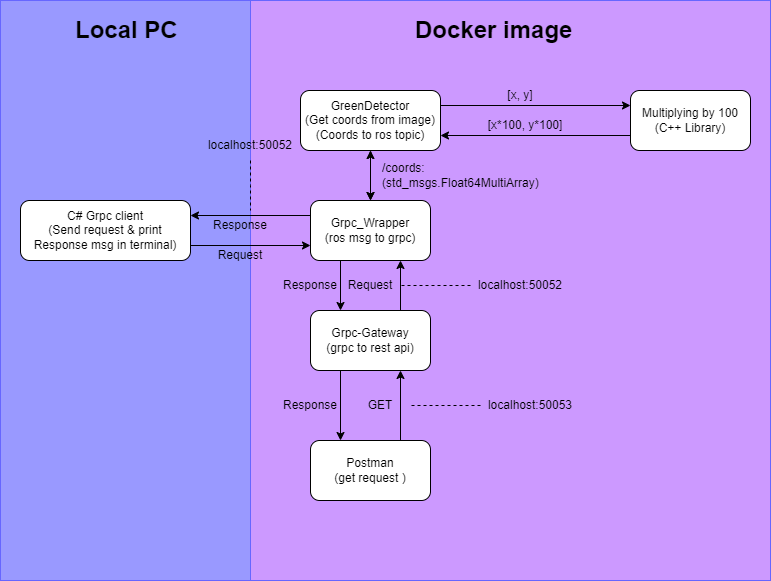 Local PC
Docker image
GreenDetector
(Get coords from image)
(Coords to ros topic)
[x, y]
[x*100, y*100]
Multiplying by 100
(C++ Library)
localhost:50052
/coords:
(std_msgs.Float64MultiArray)
C# Grpc client
(Send request & print
Response msg in terminal)
Response
Request
Grpc_Wrapper
(ros msg to grpc)
Response
Request
localhost:50052
Grpc-Gateway
(grpc to rest api)
Response
GET
localhost:50053
Postman
(get request )